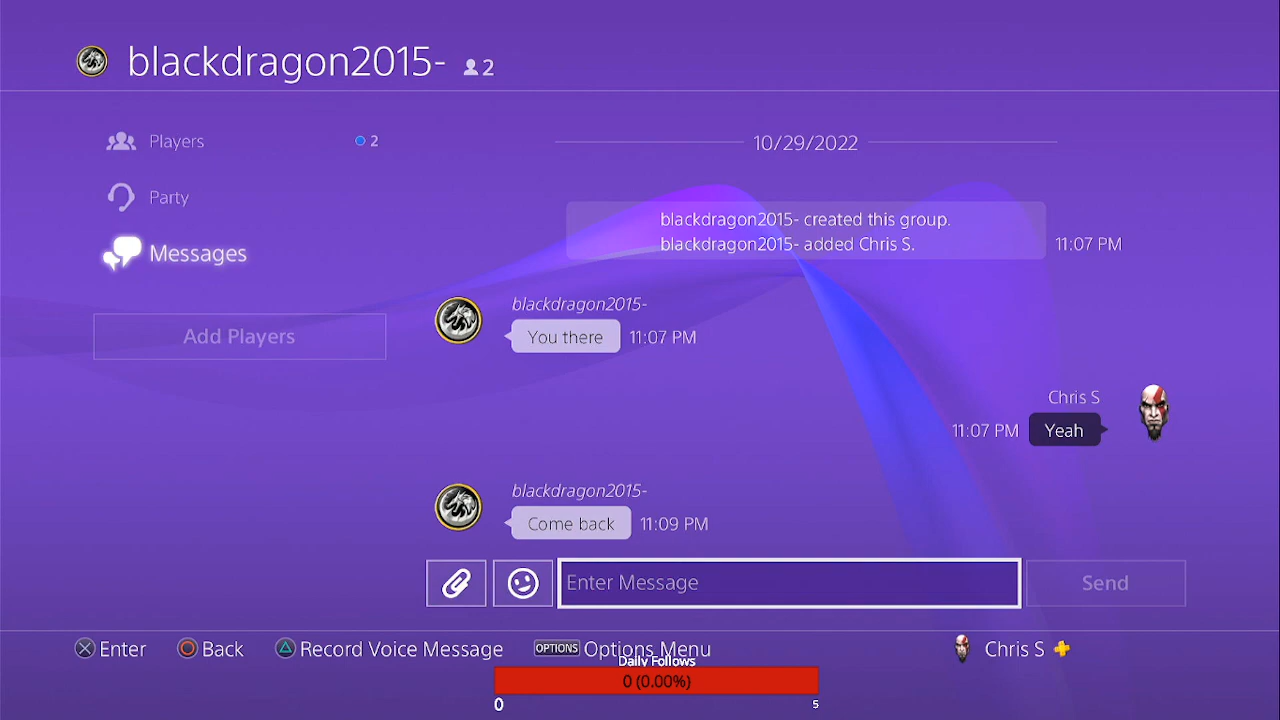 blackdragon2015- 2
Players 2
Party
Messages
Add Players
10/29/2022
blackdragon2015- created this group.
blackdragon2015- added Chris S. 11:07 PM
blackdragon2015-
You there 11:07 PM
Chris S
11:07 PM Yeah
blackdragon2015-
Come back 11:09 PM
Enter Message Send
Enter Back Record Voice Message OPTIONS Options Menu Chris S
Daily Follows
0 (0.00%)
0 5